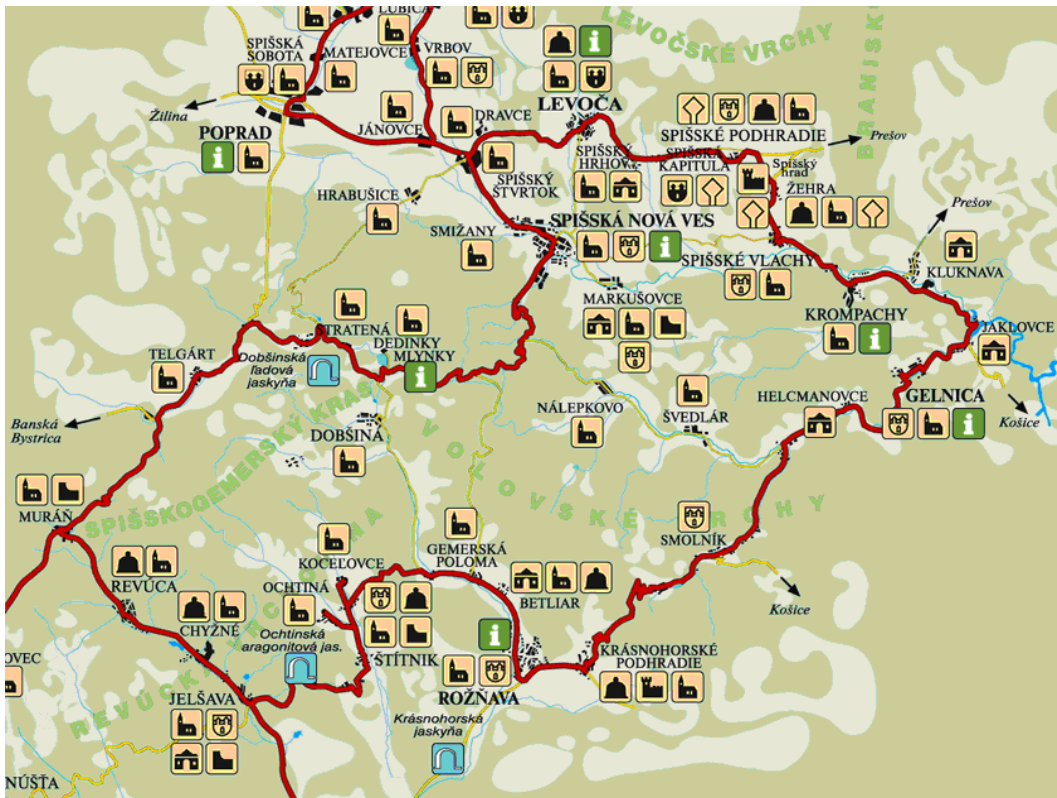 ĽUBICA
SPIŠSKÁ
SOBOTA
MATEJOVCE
VRBOV
i
LEVOČSKÉ VRCHY
BRANISK
Žilina
POPRAD
i
JÁNOVCE
DRAVCE
LEVOČA
SPIŠSKÉ PODHRADIE
Prešov
SPIŠSKÝ
HRHOV
SPIŠSKÁ
KAPITULA
Spišský
hrad
ŽEHRA
SPIŠSKÝ
ŠTVRTOK
HRABUŠICE
SMIŽANY
SPIŠSKÁ NOVÁ VES
i
SPIŠSKÉ VLACHY
Prešov
KLUKNAVA
MARKUŠOVCE
KROMPACHY
i
JAKLOVCE
STRATENÁ
DEDINKY
MLYNKY
i
TELGÁRT
Dobšinská
ľadová
jaskyňa
Banská
Bystrica
DOBŠINÁ
NÁLEPKOVO
ŠVEDLÁR
HELCMANOVCE
GELNICA
i
Košice
SPIŠSKOGEMERSKÝ KRAS
VOLOVSKÉ VRCHY
MURÁŇ
REVÚCA
KOCEĽOVCE
GEMERSKÁ
POLOMA
SMOLNÍK
OCHTINÁ
BETLIAR
Košice
CHYŽNÉ
Ochtinská
aragonitová jas.
ŠTÍTNIK
i
ROŽŇAVA
KRÁSNOHORSKÉ
PODHRADIE
OVEC
JELŠAVA
Krásnohorská
jaskyňa
NÚŠTA